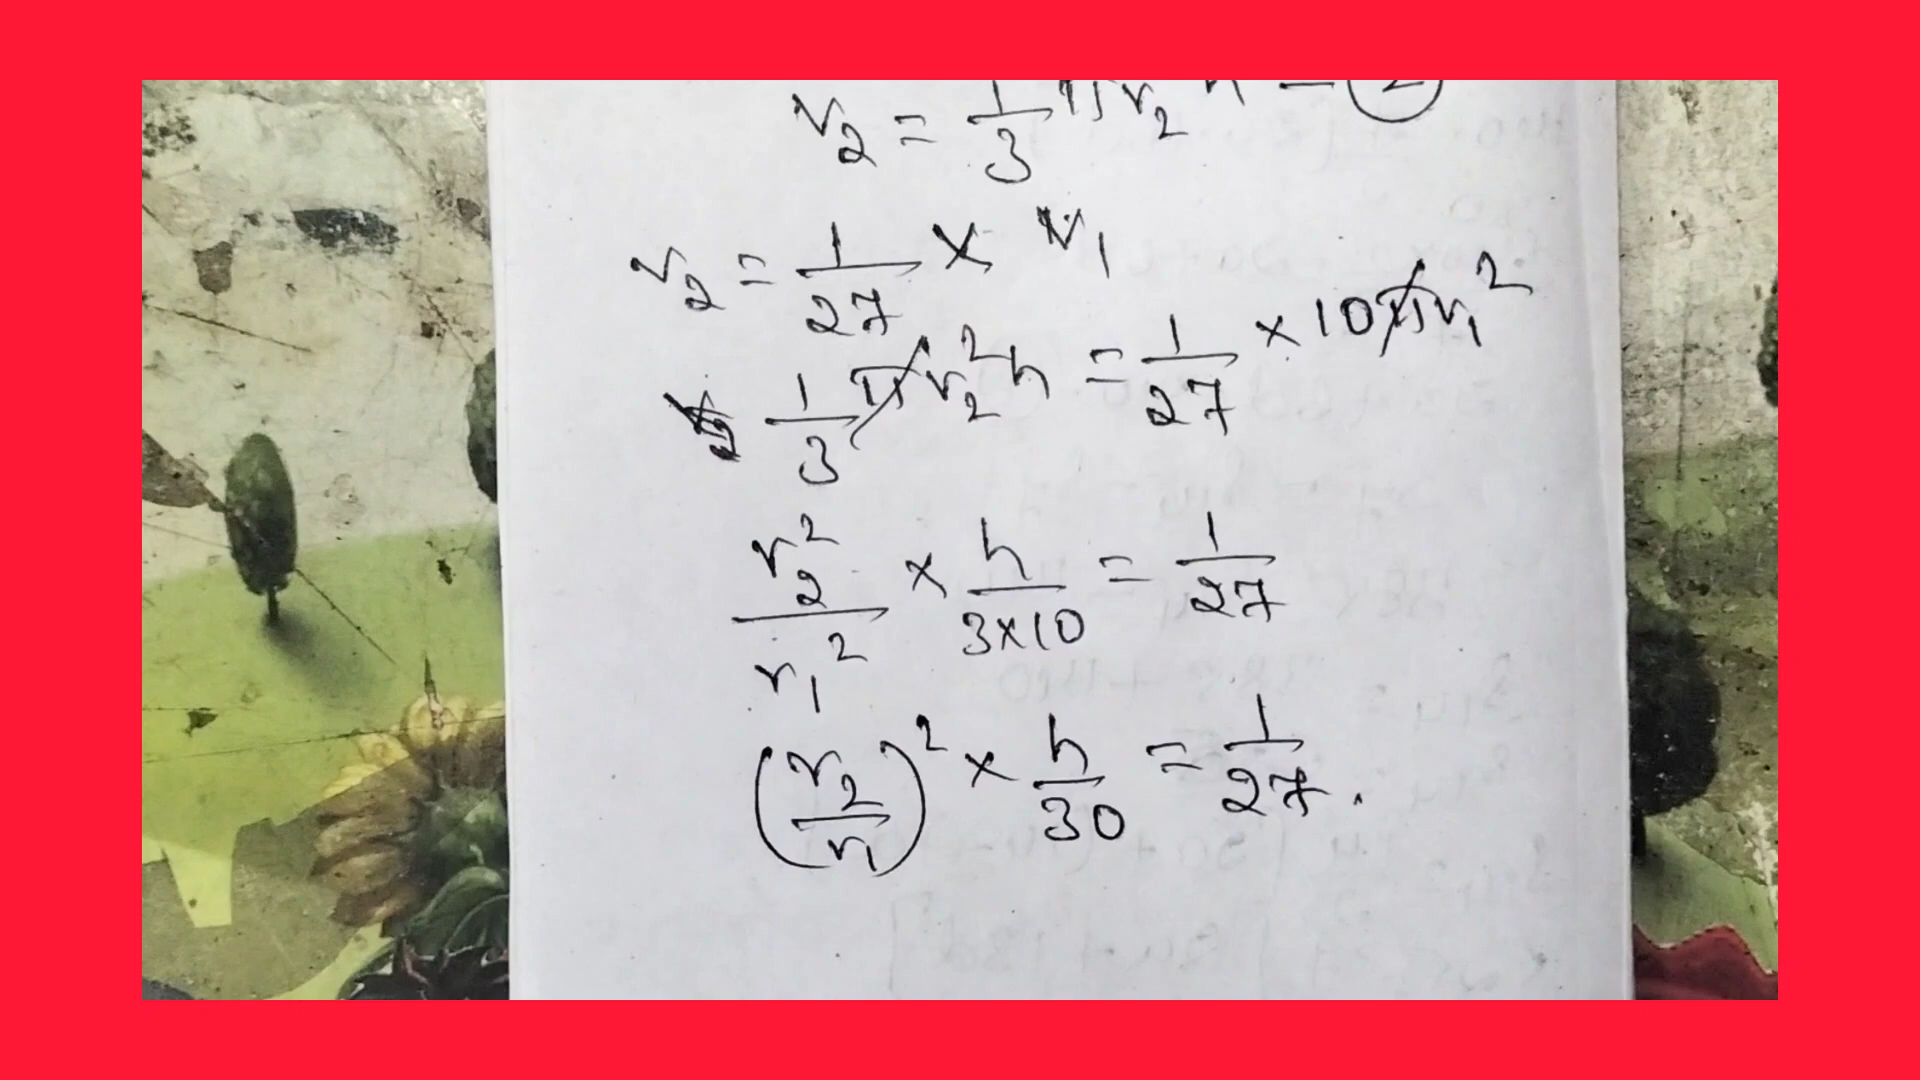 V₂ = 1/3 πr₂ h - ②
V₂ = 1/27 × V₁
1/3 πr₂²h = 1/27 × 10πr₁²
r₂²/r₁² × h/3×10 = 1/27
(r₂/r₁)² × h/30 = 1/27.